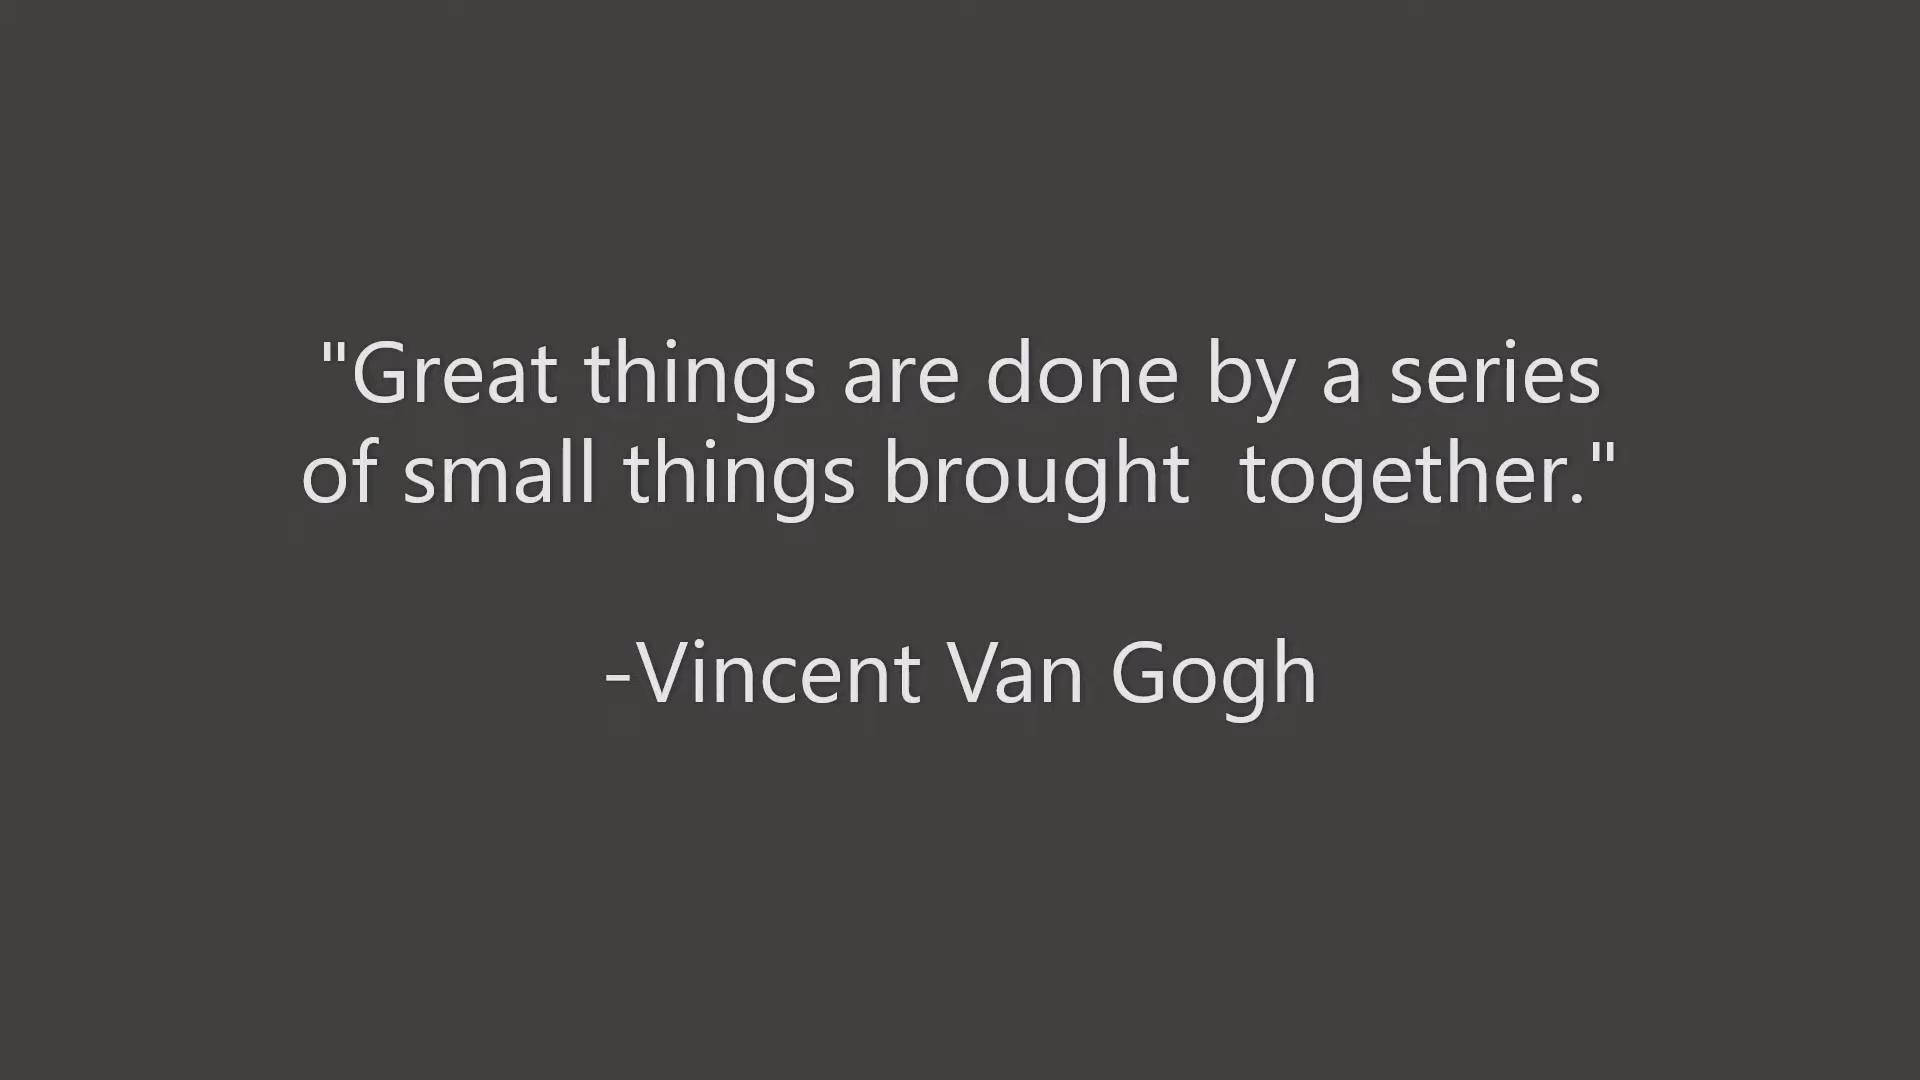 "Great things are done by a series
of small things brought  together."
-Vincent Van Gogh